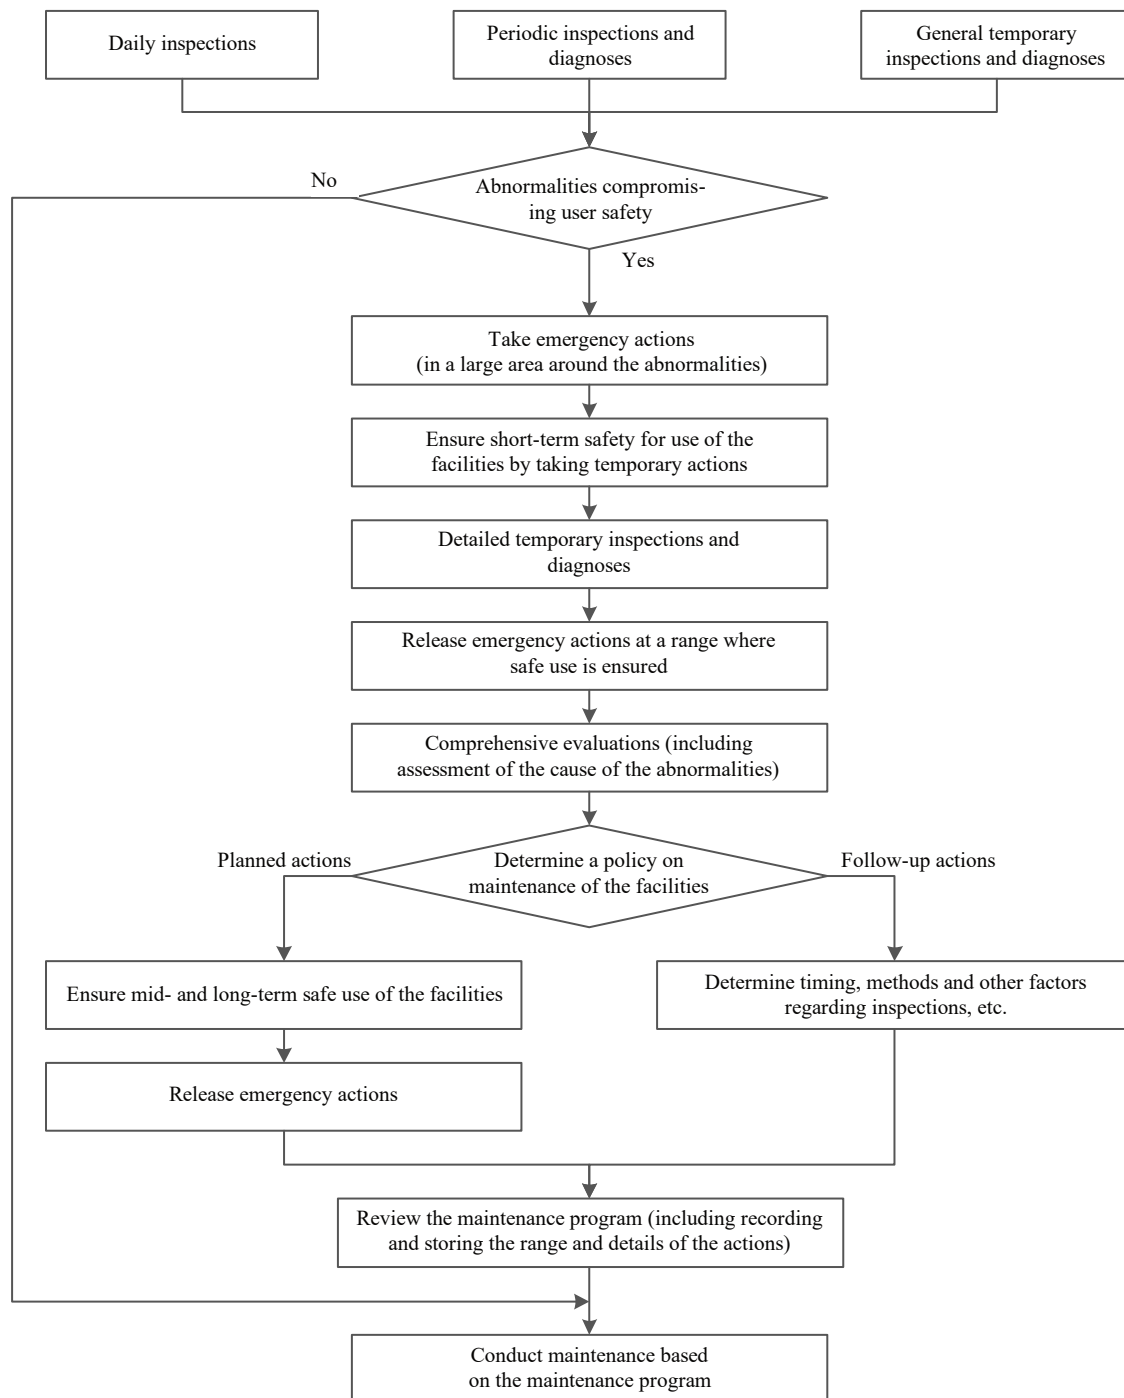 Daily inspections
Periodic inspections and
diagnoses
General temporary
inspections and diagnoses
Abnormalities compromis-
ing user safety
No
Yes
Take emergency actions
(in a large area around the abnormalities)
Ensure short-term safety for use of the
facilities by taking temporary actions
Detailed temporary inspections and
diagnoses
Release emergency actions at a range where
safe use is ensured
Comprehensive evaluations (including
assessment of the cause of the abnormalities)
Planned actions
Determine a policy on
maintenance of the facilities
Follow-up actions
Ensure mid- and long-term safe use of the facilities
Determine timing, methods and other factors
regarding inspections, etc.
Release emergency actions
Review the maintenance program (including recording
and storing the range and details of the actions)
Conduct maintenance based
on the maintenance program